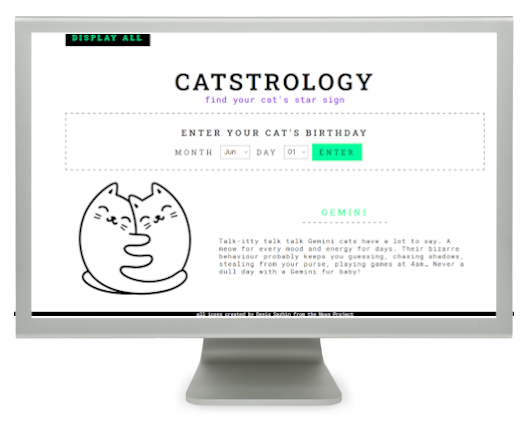 DISPLAY ALL
CATSTROLOGY
find your cat's star sign
ENTER YOUR CAT'S BIRTHDAY
MONTH Jun DAY 01 ENTER
GEMINI
Talk-itty talk talk Gemini cats have a lot to say. A
meow for every mood and energy for days. Their bizarre
behaviour probably keeps you guessing, chasing shadows,
stealing from your purse, playing games at 4am… Never a
dull day with a Gemini fur baby!
all icons created by Denis Sazhin from the Noun Project